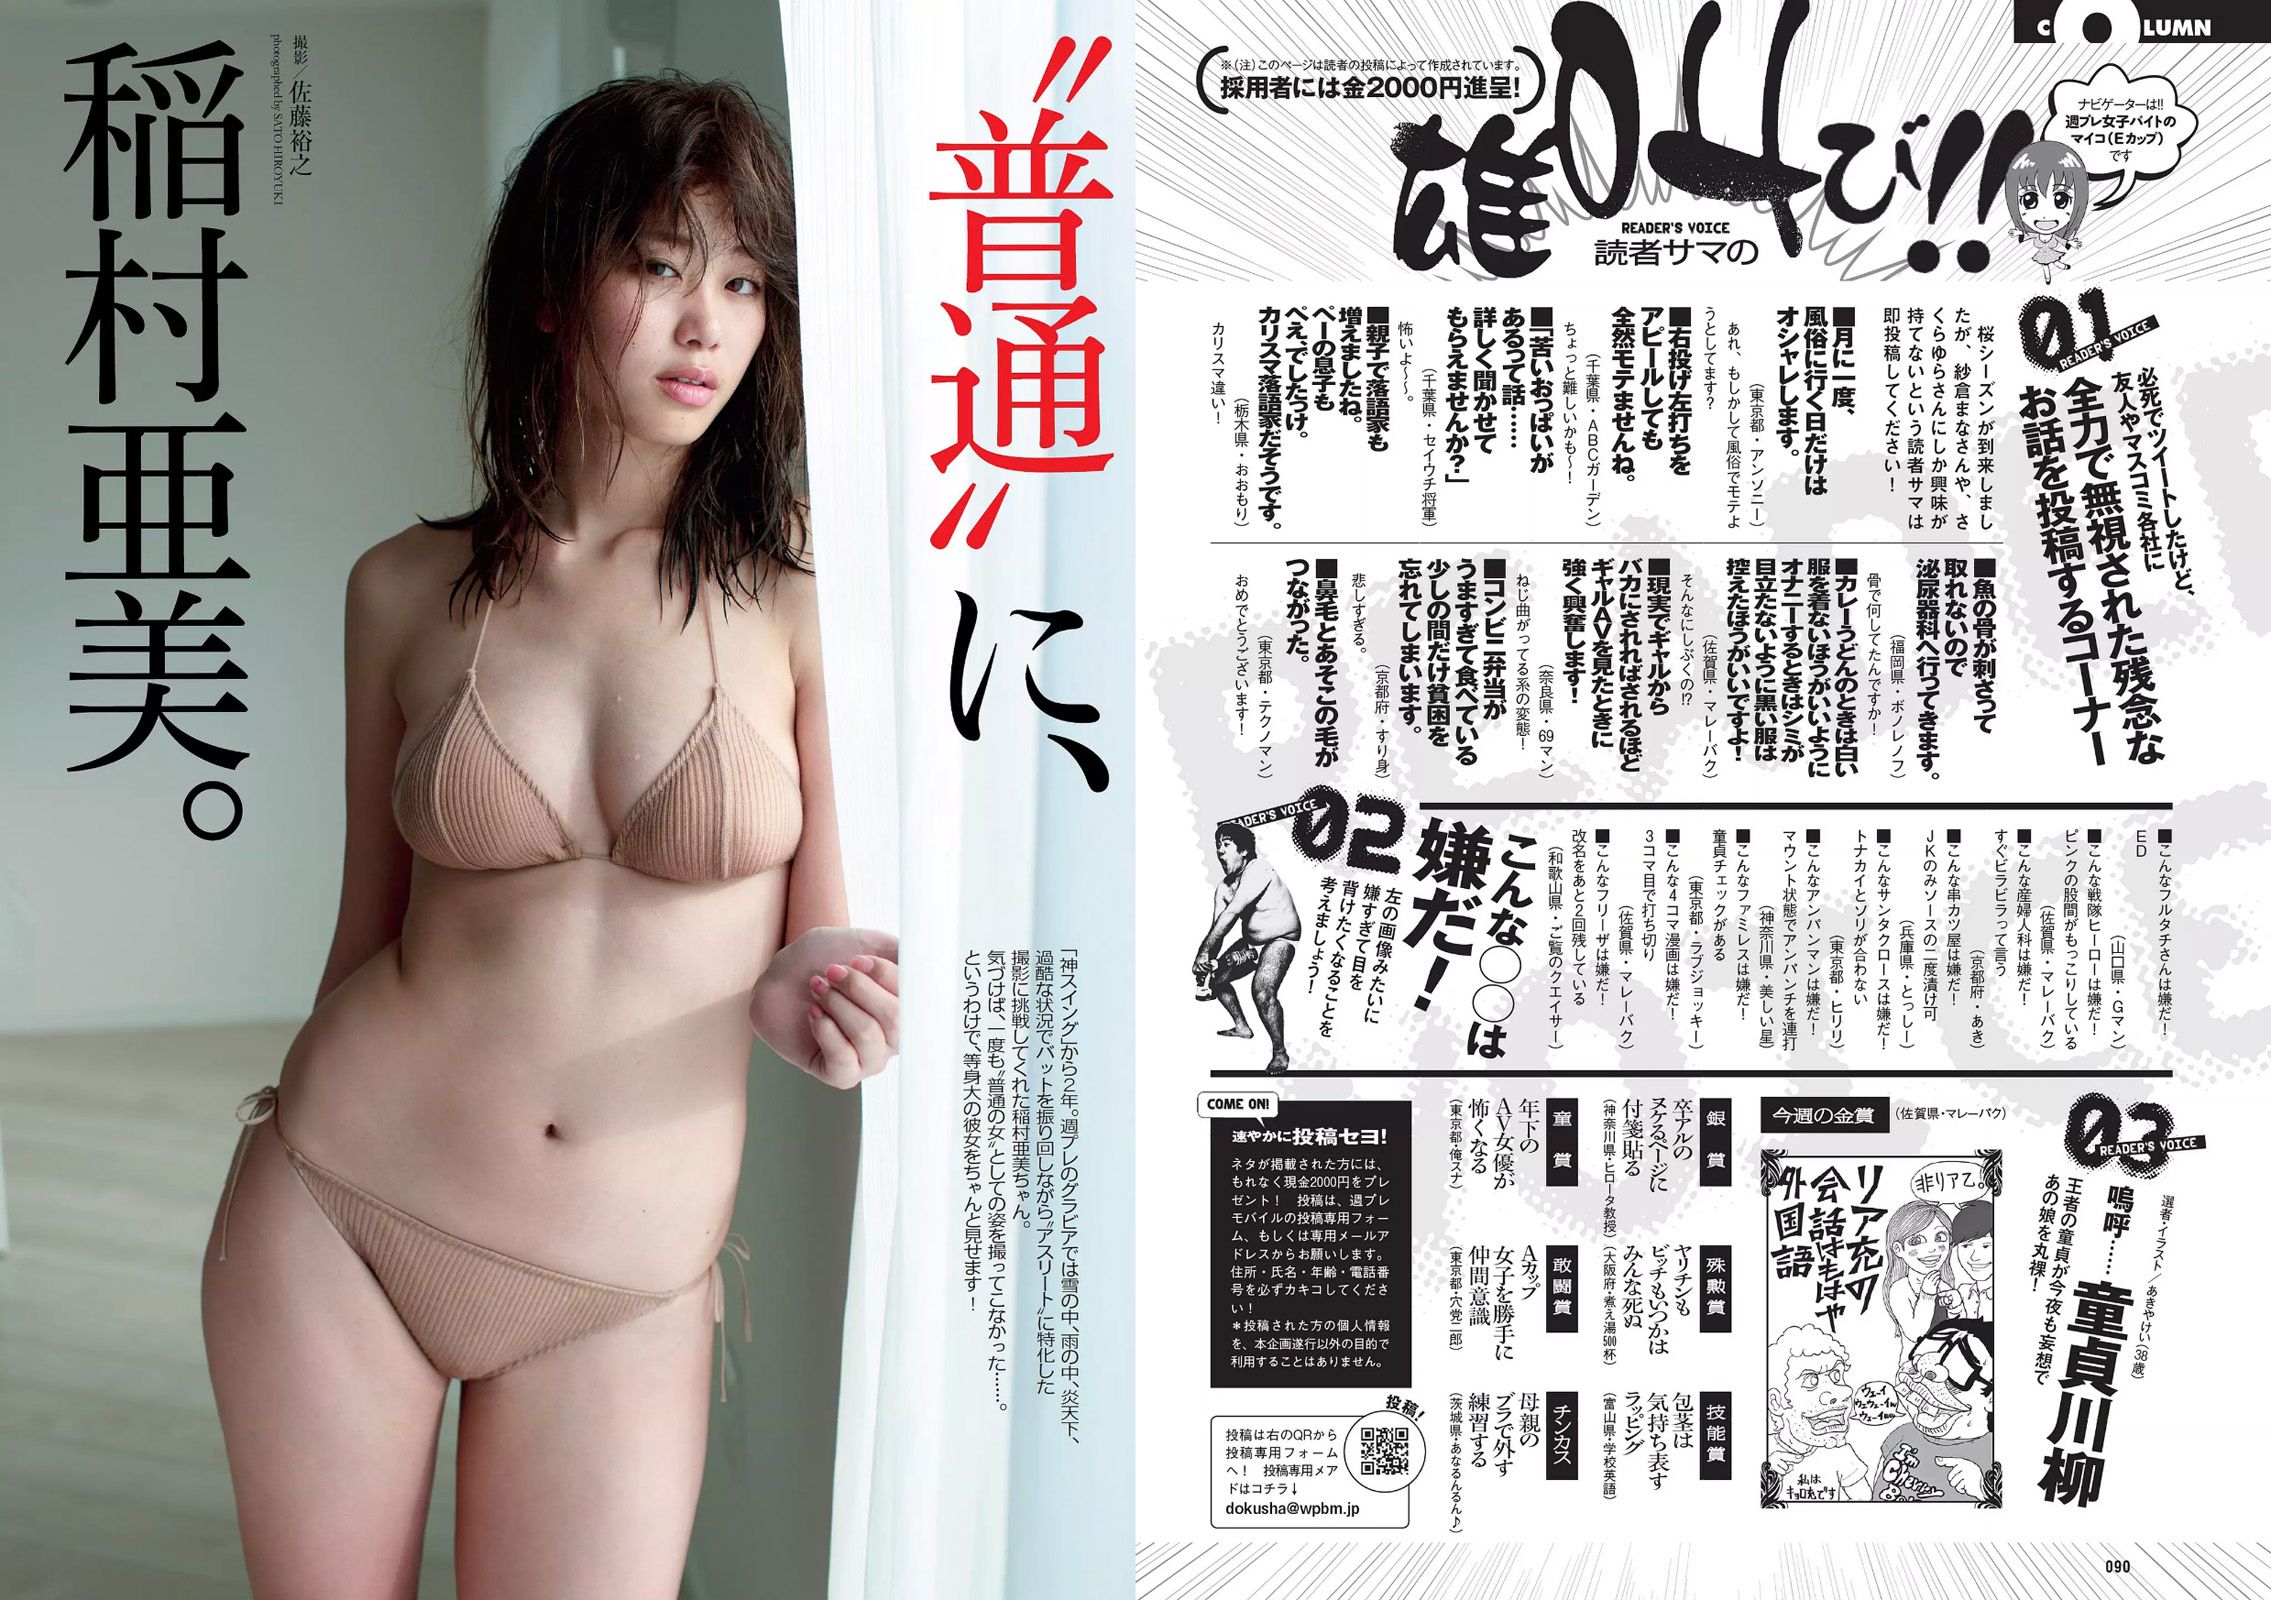 “普通”に、
稲村亜美。
撮影／佐藤裕之
photographed by SATO HIROYUKI
「神スイング」から2年。週プレのグラビアでは雪の中、雨の中、炎天下、
過酷な状況でバットを振り回しながら“アスリート”に特化した
撮影に挑戦してくれた稲村亜美ちゃん。
気づけば、一度も“普通の女”としての姿を撮ってこなかった……。
というわけで、等身大の彼女をちゃんと見せます！
COLUMN
※（注）このページは読者の投稿によって作成されています。
採用者には金2000円進呈！
READER'S VOICE
読者サマの
雄叫び!!
ナビゲーターは!!
週プレ女子バイトの
マイコ（Eカップ）
です
01
READER'S VOICE
必死でツイートしたけど、
友人やマスコミ各社に
全力で無視された残念な
お話を投稿するコーナー
桜シーズンが到来しまし
たが、紗倉まなさんや、さ
くらゆらさんにしか興味が
持てないという読者サマは
即投稿してください！
■月に一度、
風俗に行く日だけは
オシャレします。
（東京都・アンソニー）
あれ、もしかして風俗でモテよ
うとしてます？
■右投げ左打ちを
アピールしても
全然モテませんね。
（千葉県・ABCガーデン）
ちょっと難しいかも〜！
■「苦いおっぱいが
あるって話……
詳しく聞かせて
もらえませんか？」
（千葉県・セイウチ将軍）
怖いよ〜〜。
■親子で落語家も
増えましたね。
ペーの息子も
ぺえ、でしたっけ。
カリスマ落語家だそうです。
（栃木県・おおもり）
カリスマ違い！
■魚の骨が刺さって
取れないので
泌尿器科へ行ってきます。
（福岡県・ボノレノフ）
骨で何してたんですか！
■カレーうどんのときは白い
服を着ないほうがいいように
オナニーするときはシミが
目立たないように黒い服は
控えたほうがいいですよ！
（佐賀県・マレーバク）
そんなにしぶくの!?
■現実でギャルから
バカにされればされるほど
ギャルAVを見たときに
強く興奮します！
（奈良県・69マン）
ねじ曲がってる系の変態！
■コンビニ弁当が
うますぎて食べている
少しの間だけ貧困を
忘れてしまいます。
（京都府・すり身）
悲しすぎる。
■鼻毛とあそこの毛が
つながった。
（東京都・テクノマン）
おめでとうございます！
02
READER'S VOICE
こんな○○は
嫌だ！
左の画像みたいに
嫌すぎて目を
背けたくなることを
考えましょう！
■こんなフルタチさんは嫌だ！
ED
（山口県・Gマン）
■こんな戦隊ヒーローは嫌だ！
ピンクの股間がもっこりしている
（佐賀県・マレーバク）
■こんな産婦人科は嫌だ！
すぐビラビラって言う
（京都府・あき）
■こんな串カツ屋は嫌だ！
JKのみソースの二度漬け可
（兵庫県・とっしー）
■こんなサンタクロースは嫌だ！
トナカイとソリが合わない
（東京都・ヒリリ）
■こんなアンパンマンは嫌だ！
マウント状態でアンパンチを連打
（神奈川県・美しい星）
■こんなファミレスは嫌だ！
童貞チェックがある
（東京都・ラブジョッキー）
■こんな4コマ漫画は嫌だ！
3コマ目で打ち切り
（佐賀県・マレーバク）
■こんなフリーザは嫌だ！
改名をあと2回残している
（和歌山県・ご覧のクエイサー）
03
READER'S VOICE
選者・イラスト／あきやけい（38歳）
嗚呼……童貞川柳
王者の童貞が今夜も妄想で
あの娘を丸裸！
今週の金賞
（佐賀県・マレーバク）
リア充の
会話はもはや
外国語
非リア乙！
ウェーイ
ウェウェーイw
ウェーイww
I'm
Cherry
Bo
私は
キョロ充です
銀賞
卒アルの
ヌケるページに
付箋貼る
（神奈川県・ヒロータ教授）
殊勲賞
ヤリチンも
ビッチもいつかは
みんな死ぬ
（大阪府・煮え湯500杯）
技能賞
包茎は
気持ち表す
ラッピング
（富山県・学校英語）
童賞
年下の
AV女優が
怖くなる
（東京都・俺スナ）
敢闘賞
Aカップ
女子を勝手に
仲間意識
（東京都・穴党二郎）
チンカス
母親の
ブラで外す
練習する
（茨城県・あなるんるん♪）
COME ON!
速やかに投稿セヨ！
ネタが掲載された方には、
もれなく現金2000円をプレ
ゼント！　投稿は、週プレ
モバイルの投稿専用フォー
ム、もしくは専用メールア
ドレスからお願いします。
住所・氏名・年齢・電話番
号を必ずカキコしてくださ
い！
＊投稿された方の個人情報
を、本企画遂行以外の目的で
利用することはありません。
投稿！
投稿は右のQRから
投稿専用フォーム
へ！　投稿専用メア
ドはコチラ↓
dokusha@wpbm.jp
090